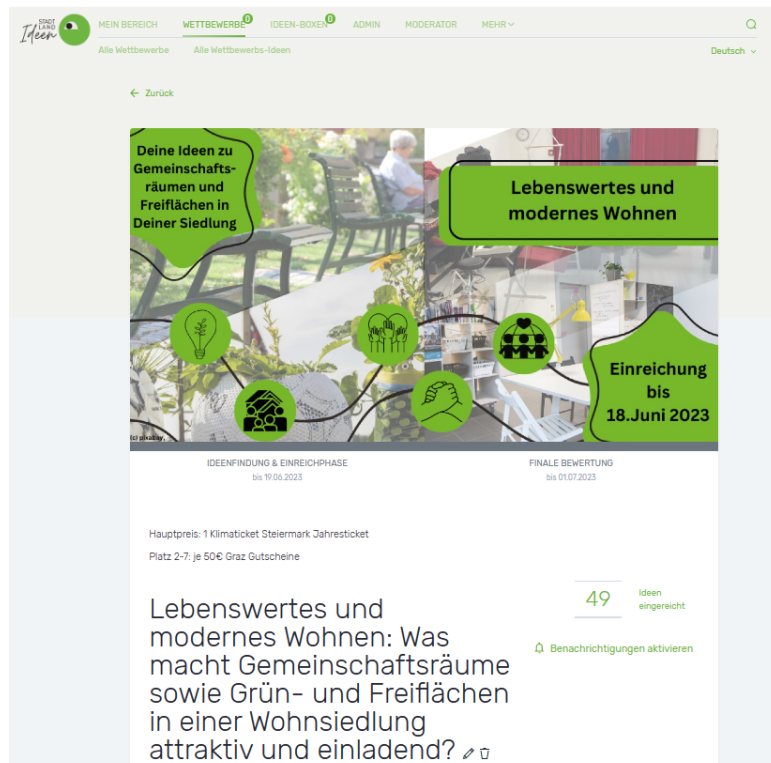 STADT
LAND
Ideen
MEIN BEREICH WETTBEWERBE 0 IDEEN-BOXEN 0 ADMIN MODERATOR MEHR
Alle Wettbewerbe Alle Wettbewerbs-Ideen Deutsch
← Zurück
Deine Ideen zu
Gemeinschafts-
räumen und
Freiflächen in
Deiner Siedlung
Lebenswertes und
modernes Wohnen
Einreichung
bis
18.Juni 2023
(c) pixabay,
IDEENFINDUNG & EINREICHPHASE FINALE BEWERTUNG
bis 19.06.2023 bis 01.07.2023
Hauptpreis: 1 Klimaticket Steiermark Jahresticket
Platz 2-7: je 50€ Graz Gutscheine
49 Ideen
eingereicht
Benachrichtigungen aktivieren
Lebenswertes und
modernes Wohnen: Was
macht Gemeinschaftsräume
sowie Grün- und Freiflächen
in einer Wohnsiedlung
attraktiv und einladend?